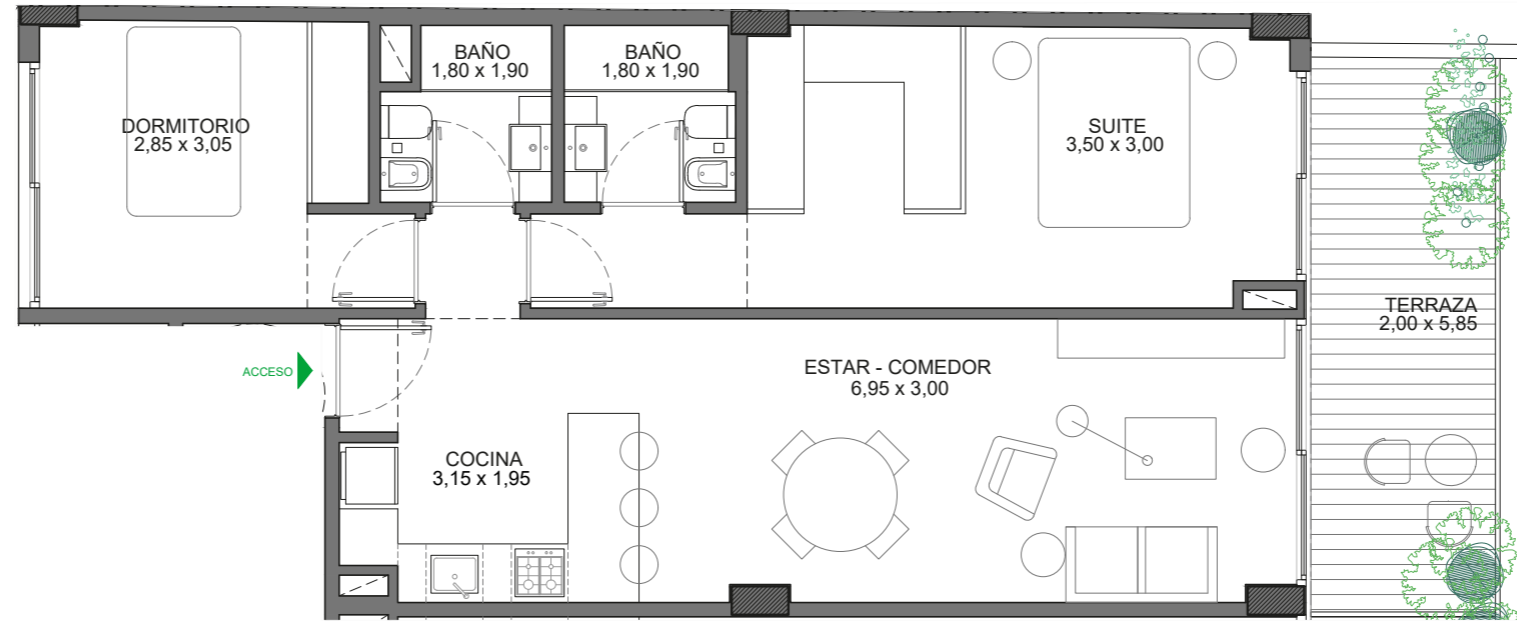 BAÑO
1,80 x 1,90
BAÑO
1,80 x 1,90
DORMITORIO
2,85 x 3,05
SUITE
3,50 x 3,00
TERRAZA
2,00 x 5,85
ACCESO
ESTAR - COMEDOR
6,95 x 3,00
COCINA
3,15 x 1,95